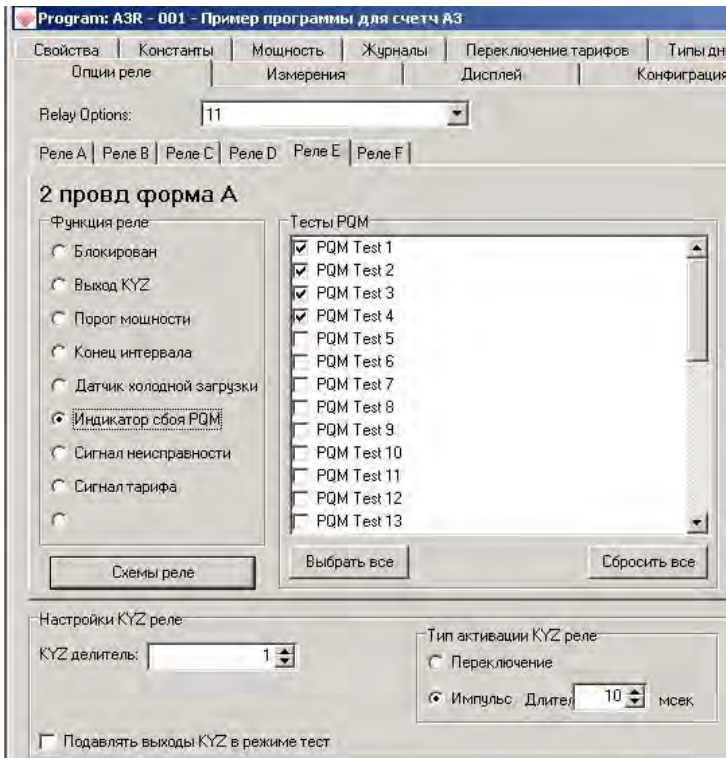 Program: A3R - 001 - Пример программы для счетч А3
Свойства Константы Мощность Журналы Переключение тарифов Типы дн
Опции реле Измерения Дисплей Конфиграция
Relay Options: 11
Реле A Реле B Реле C Реле D Реле E Реле F
2 провд форма А
Функция реле
Блокирован
Выход KYZ
Порог мощности
Конец интервала
Датчик холодной загрузки
Индикатор сбоя PQM
Сигнал неисправности
Сигнал тарифа
Схемы реле
Тесты PQM
PQM Test 1
PQM Test 2
PQM Test 3
PQM Test 4
PQM Test 5
PQM Test 6
PQM Test 7
PQM Test 8
PQM Test 9
PQM Test 10
PQM Test 11
PQM Test 12
PQM Test 13
Выбрать все Сбросить все
Настройки KYZ реле
KYZ делитель: 1
Подавлять выходы KYZ в режиме тест
Тип активации KYZ реле
Переключение
Импульс Длител 10 мсек